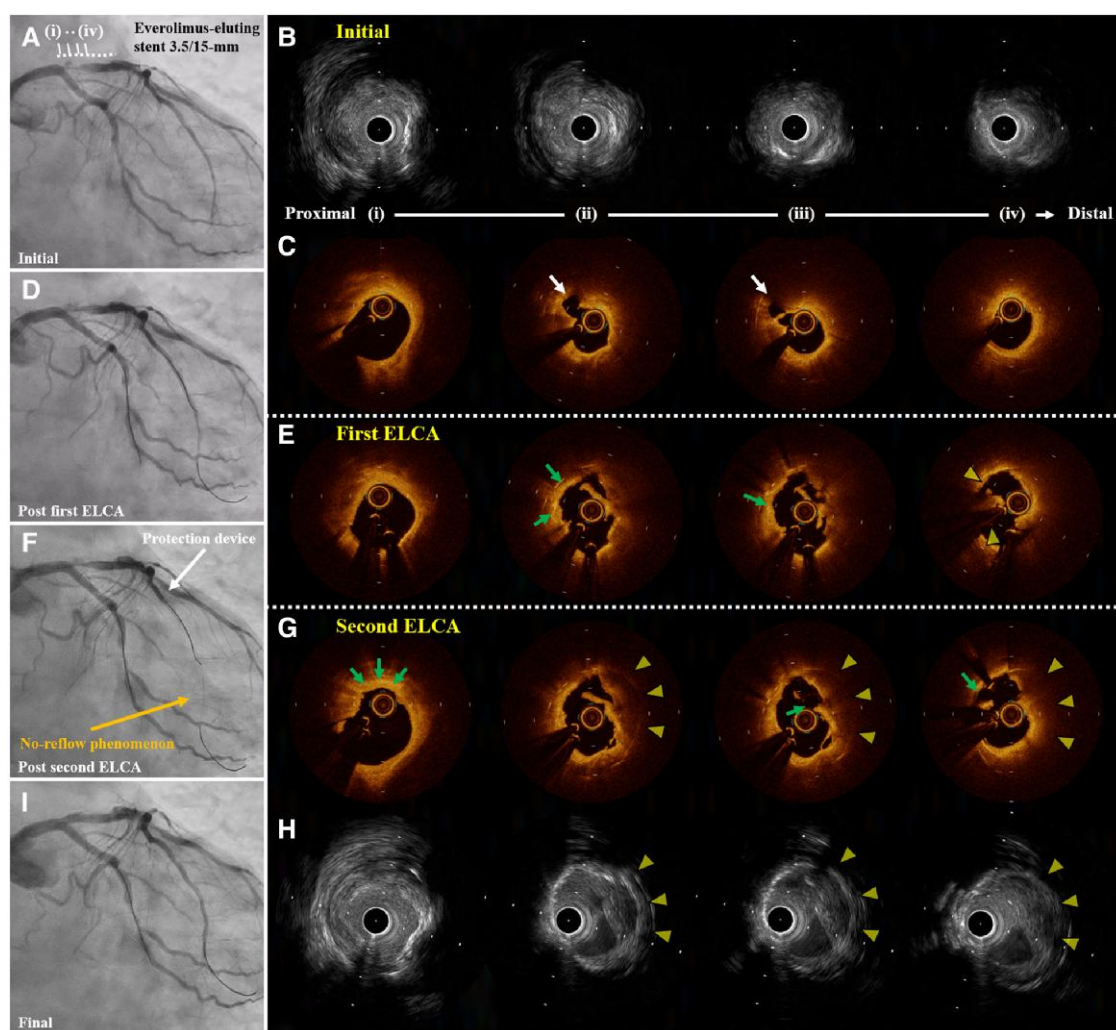 A
(i) ·· (iv)
Everolimus-eluting
stent 3.5/15-mm
Initial
B
Initial
Proximal
(i)
(ii)
(iii)
(iv)
Distal
C
D
Post first ELCA
E
First ELCA
F
Protection device
No-reflow phenomenon
Post second ELCA
G
Second ELCA
H
I
Final